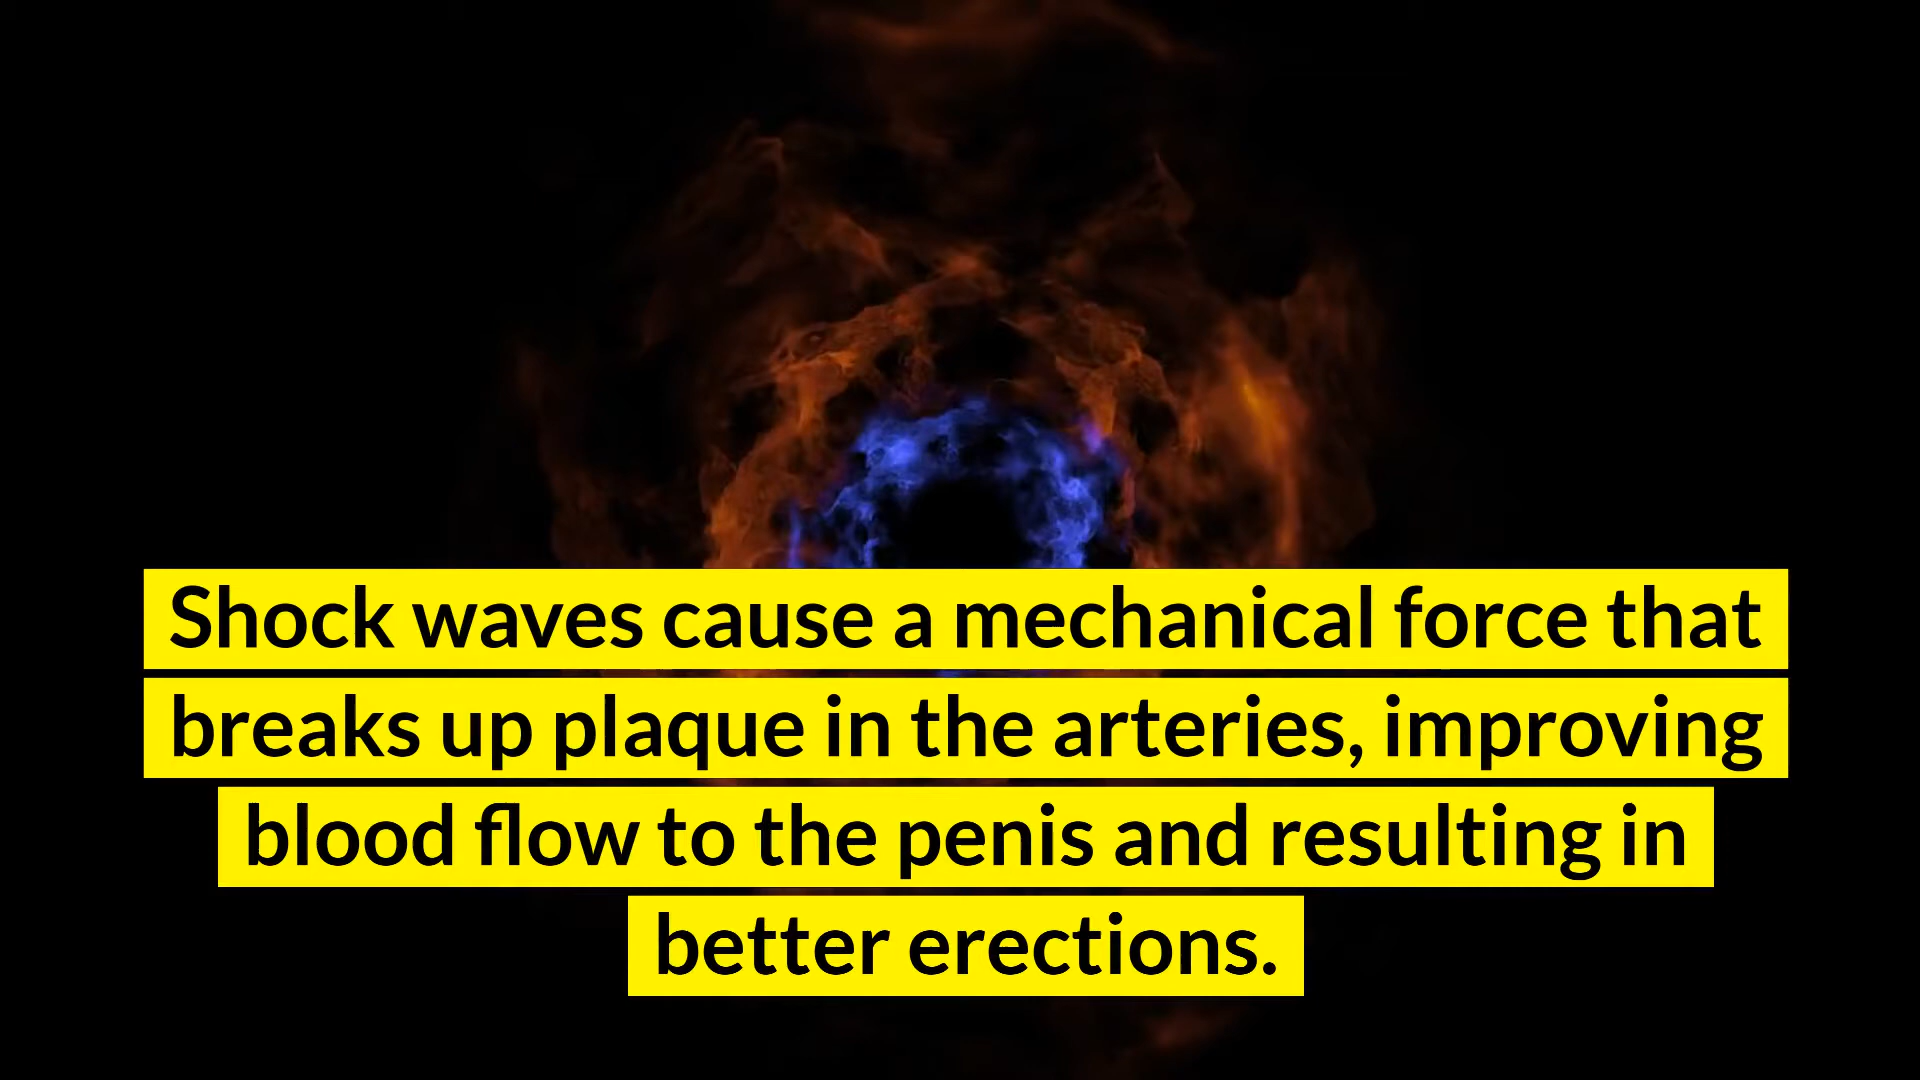 Shock waves cause a mechanical force that
breaks up plaque in the arteries, improving
blood flow to the penis and resulting in
better erections.